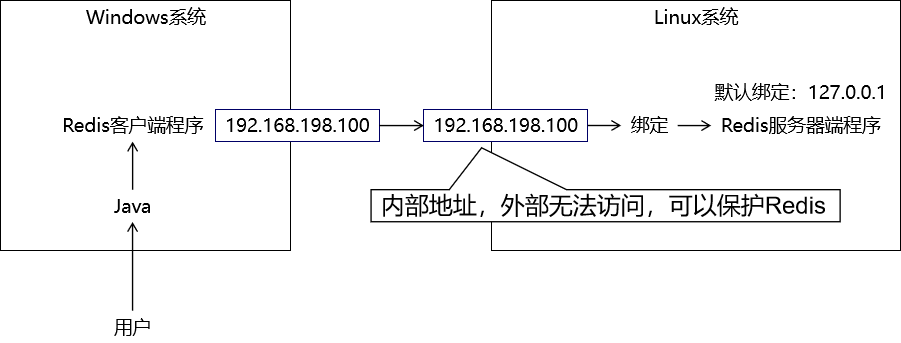 Windows系统
Linux系统
默认绑定：127.0.0.1
Redis客户端程序
192.168.198.100
192.168.198.100
绑定
Redis服务器端程序
内部地址，外部无法访问，可以保护Redis
Java
用户